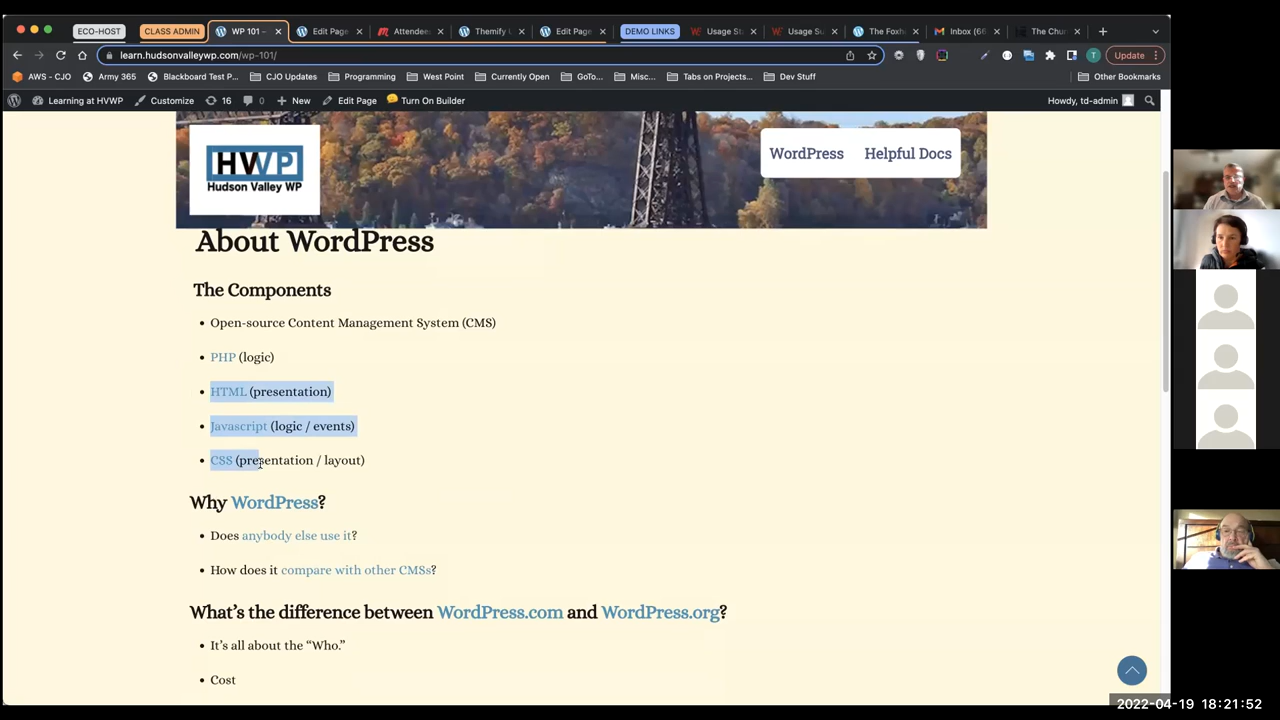 ECO-HOST
CLASS ADMIN
WP 101 –
Edit Page
Attendee
Themify U
Edit Page
DEMO LINKS
Usage St
Usage Su
The Foxh
Inbox (66
The Chur
learn.hudsonvalleywp.com/wp-101/
T
Update
AWS - CJO
Army 365
Blackboard Test P...
CJO Updates
Programming
West Point
Currently Open
GoTo...
Misc...
Tabs on Projects...
Dev Stuff
Other Bookmarks
Learning at HVWP
Customize
16
0
New
Edit Page
Turn On Builder
Howdy, td-admin
HWP
Hudson Valley WP
WordPress
Helpful Docs
About WordPress
The Components
• Open-source Content Management System (CMS)
• PHP (logic)
• HTML (presentation)
• Javascript (logic / events)
• CSS (presentation / layout)
Why WordPress?
• Does anybody else use it?
• How does it compare with other CMSs?
What's the difference between WordPress.com and WordPress.org?
• It's all about the “Who.”
• Cost
2022-04-19 18:21:52